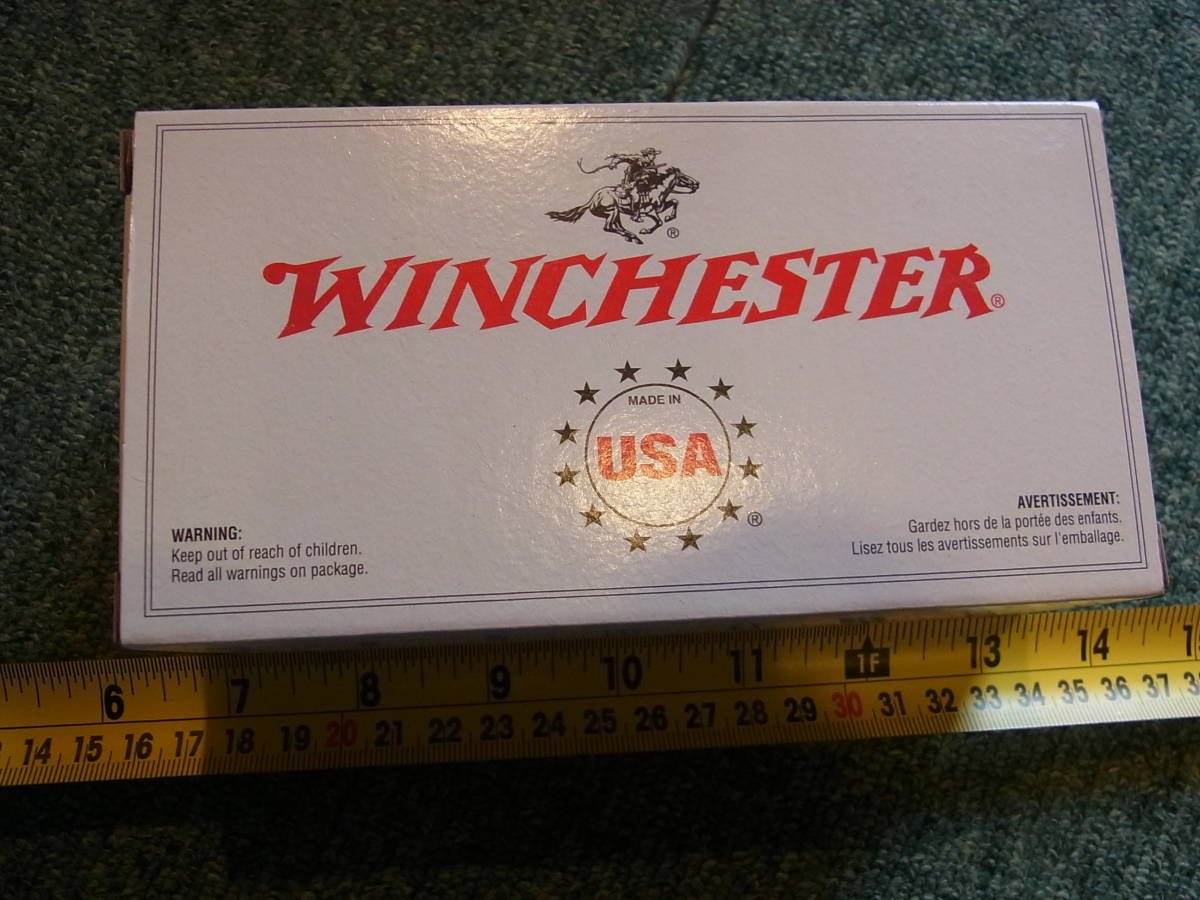 ®
WINCHESTER®
MADE IN
USA
®
WARNING:
Keep out of reach of children.
Read all warnings on package.
AVERTISSEMENT:
Gardez hors de la portée des enfants.
Lisez tous les avertissements sur l'emballage.
6 7 8 9 10 11 1F 13 14
14 15 16 17 18 19 20 21 22 23 24 25 26 27 28 29 30 31 32 33 34 35 36 37